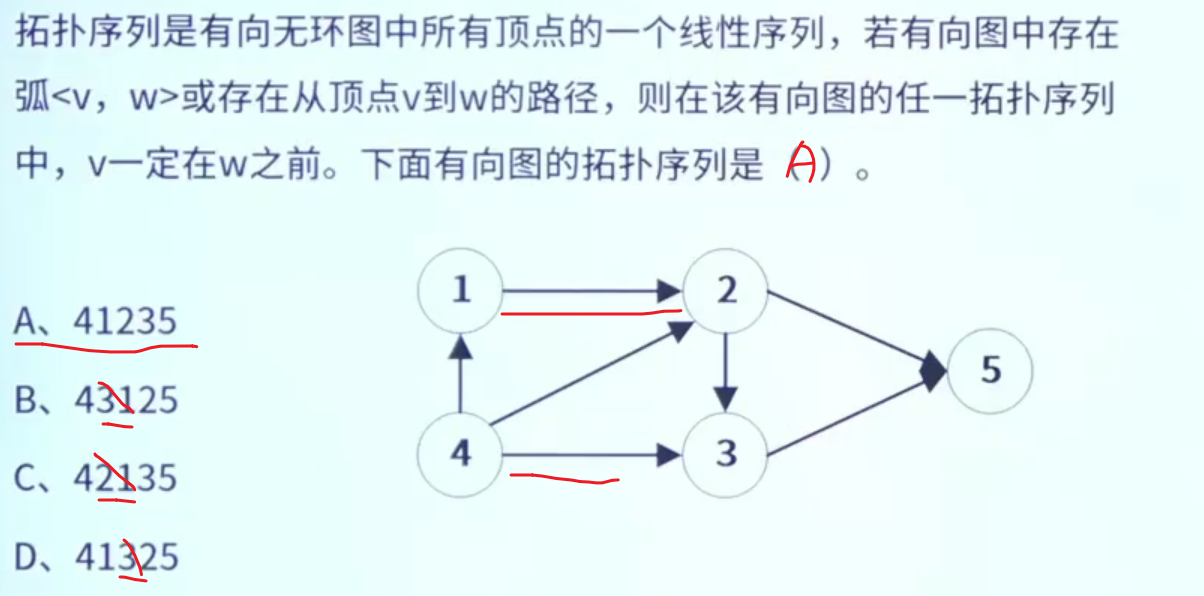 拓扑序列是有向无环图中所有顶点的一个线性序列，若有向图中存在
弧<v，w>或存在从顶点v到w的路径，则在该有向图的任一拓扑序列
中，v一定在w之前。下面有向图的拓扑序列是（A）。
1
2
5
4
3
A、41235
B、43125
C、42135
D、41325